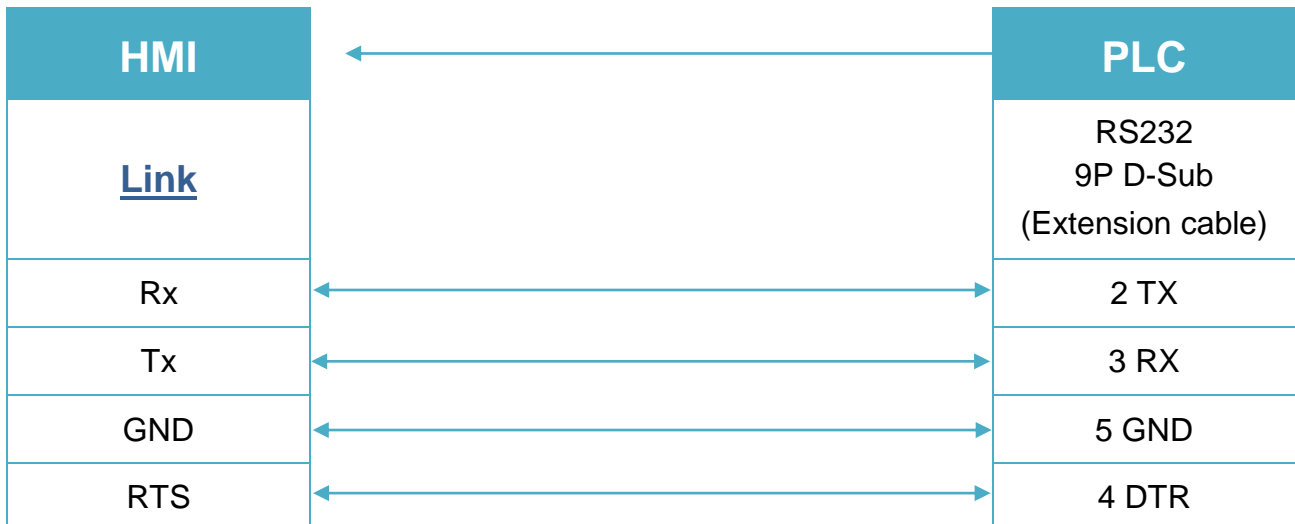 HMI
PLC
Link
RS232
9P D-Sub
(Extension cable)
Rx
2 TX
Tx
3 RX
GND
5 GND
RTS
4 DTR